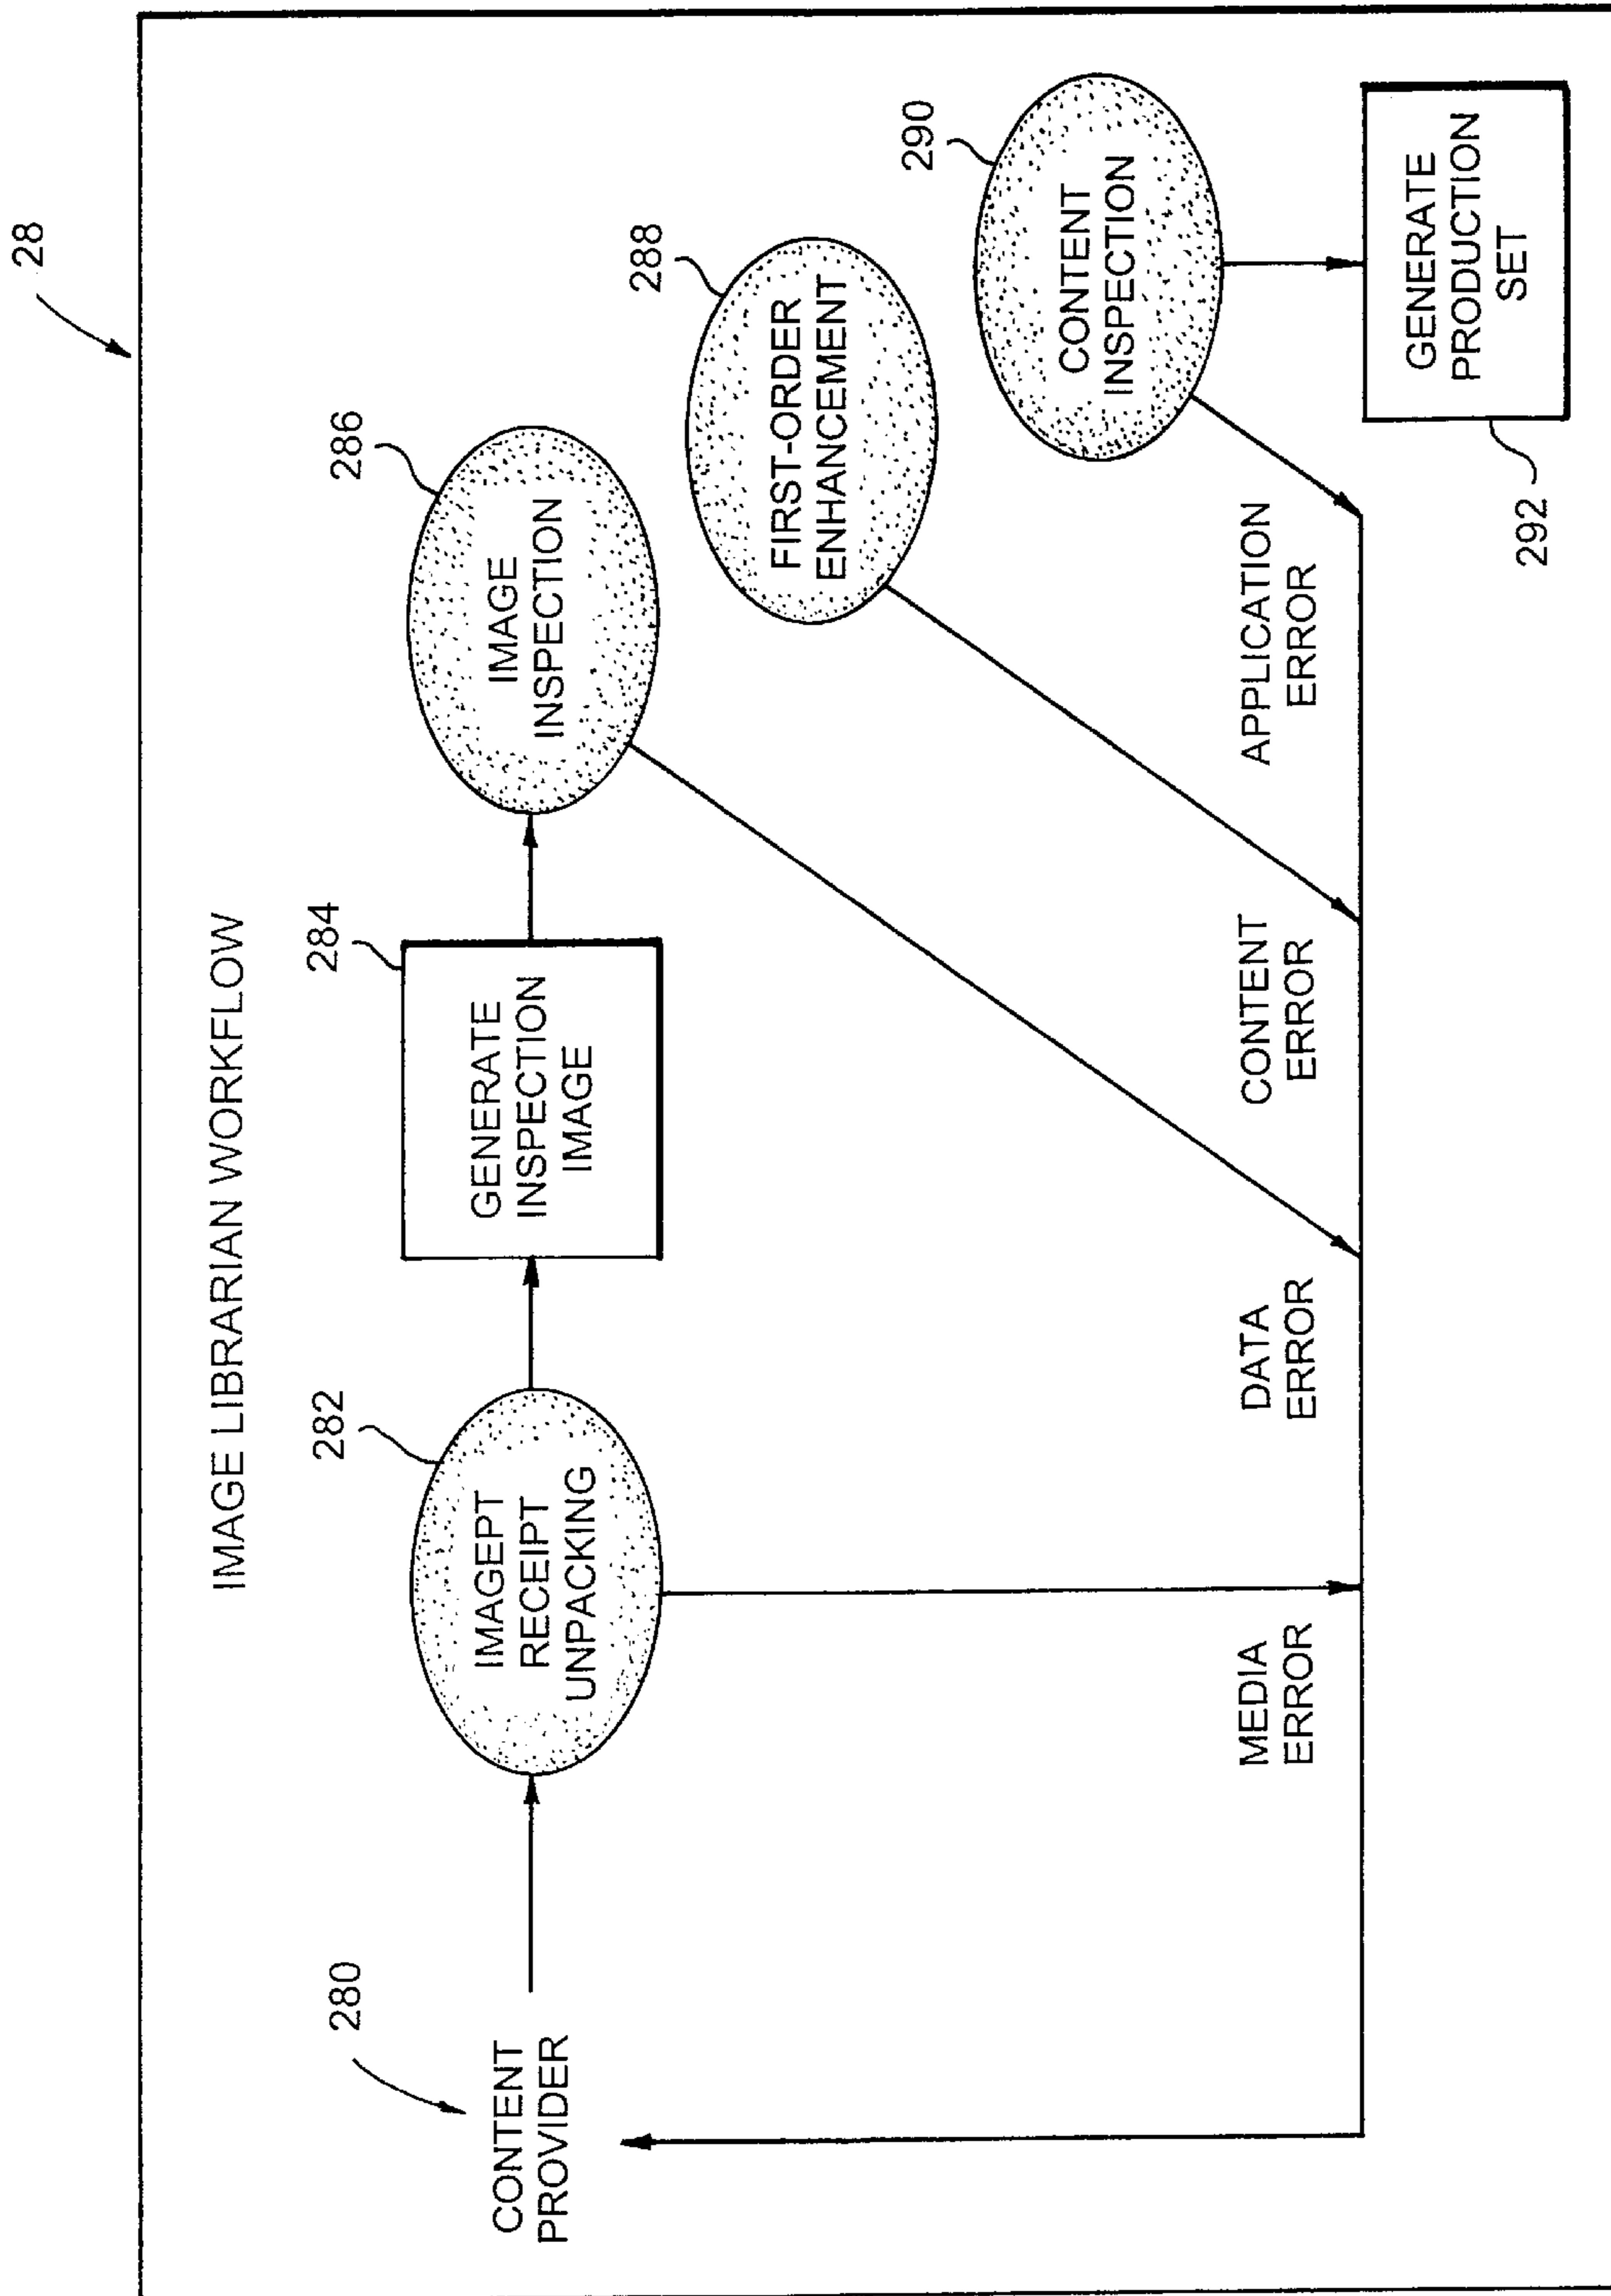 28
IMAGE LIBRARIAN WORKFLOW
280
CONTENT
PROVIDER
282
IMAGEPT
RECEIPT
UNPACKING
284
GENERATE
INSPECTION
IMAGE
286
IMAGE
INSPECTION
288
FIRST-ORDER
ENHANCEMENT
290
CONTENT
INSPECTION
MEDIA
ERROR
DATA
ERROR
CONTENT
ERROR
APPLICATION
ERROR
GENERATE
PRODUCTION
SET
292